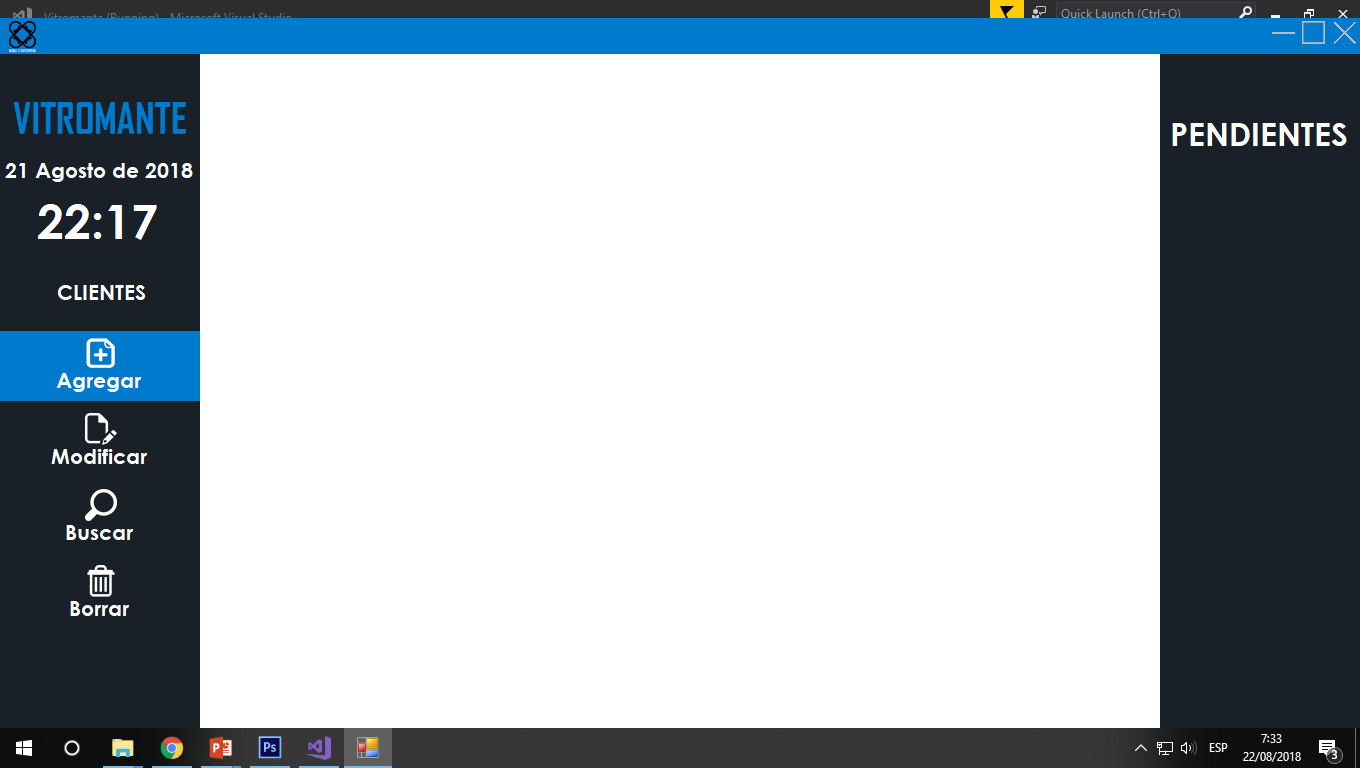 Vitromante (Running) - Microsoft Visual Studio
Quick Launch (Ctrl+Q)
VITROMANTE
21 Agosto de 2018
22:17
CLIENTES
Agregar
Modificar
Buscar
Borrar
PENDIENTES
Ps
ESP
7:33
22/08/2018
3